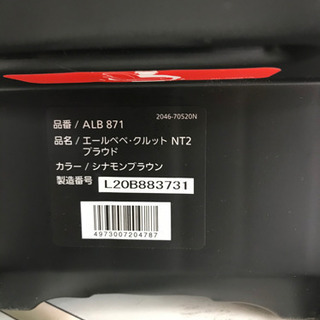 2046-70520N
品番 / ALB 871
品名 / エールベベ・クルット NT2
プラウド
カラー / シナモンブラウン
製造番号 L20B883731
4973007204787